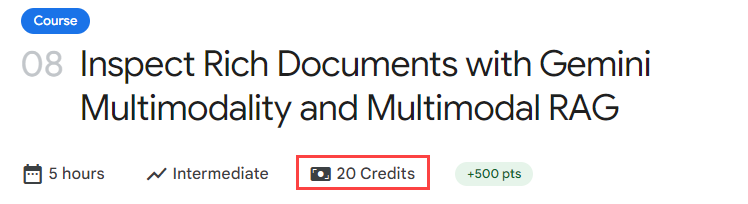 Course
08 Inspect Rich Documents with Gemini
Multimodality and Multimodal RAG
5 hours Intermediate 20 Credits +500 pts